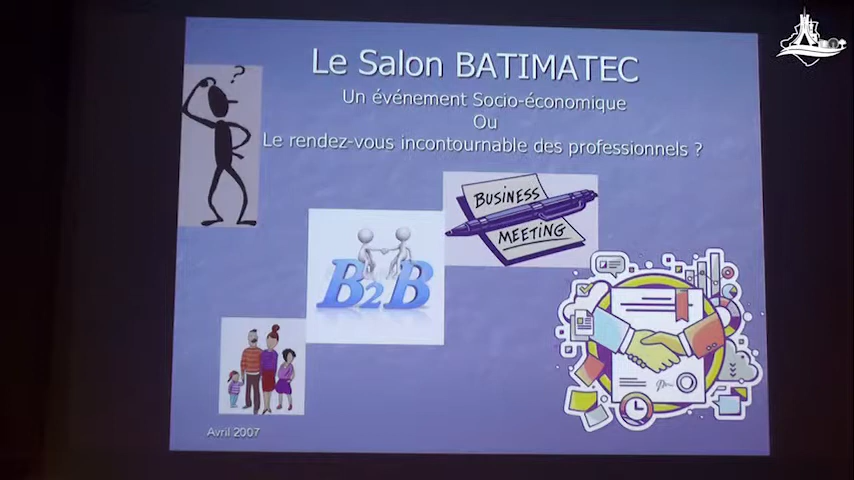 Le Salon BATIMATEC
Un événement Socio-économique
Ou
Le rendez-vous incontournable des professionnels ?
?
BUSINESS
MEETING
B2B
Avril 2007